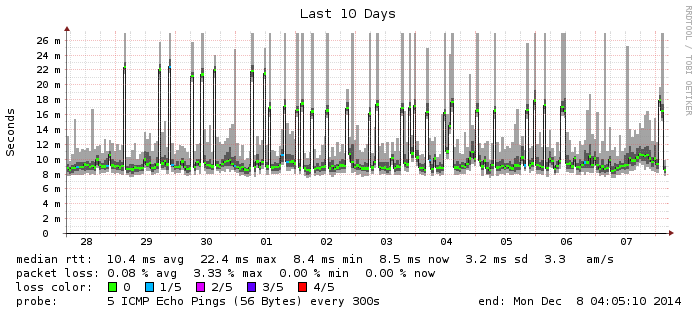 Last 10 Days
RRDTOOL / TOBI OETIKER
Seconds
26 m
24 m
22 m
20 m
18 m
16 m
14 m
12 m
10 m
8 m
6 m
4 m
2 m
0
28 29 30 01 02 03 04 05 06 07
median rtt: 10.4 ms avg 22.4 ms max 8.4 ms min 8.5 ms now 3.2 ms sd 3.3 am/s
packet loss: 0.08 % avg 3.33 % max 0.00 % min 0.00 % now
loss color: 0 1/5 2/5 3/5 4/5
probe: 5 ICMP Echo Pings (56 Bytes) every 300s end: Mon Dec 8 04:05:10 2014